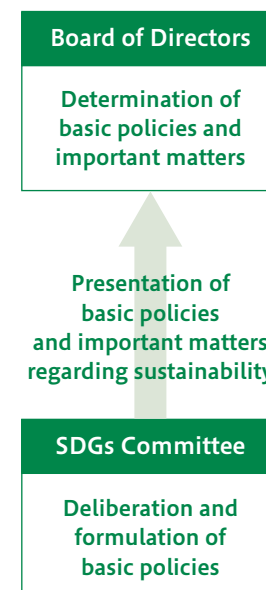 Board of Directors
Determination of
basic policies and
important matters
Presentation of
basic policies
and important matters
regarding sustainability
SDGs Committee
Deliberation and
formulation of
basic policies